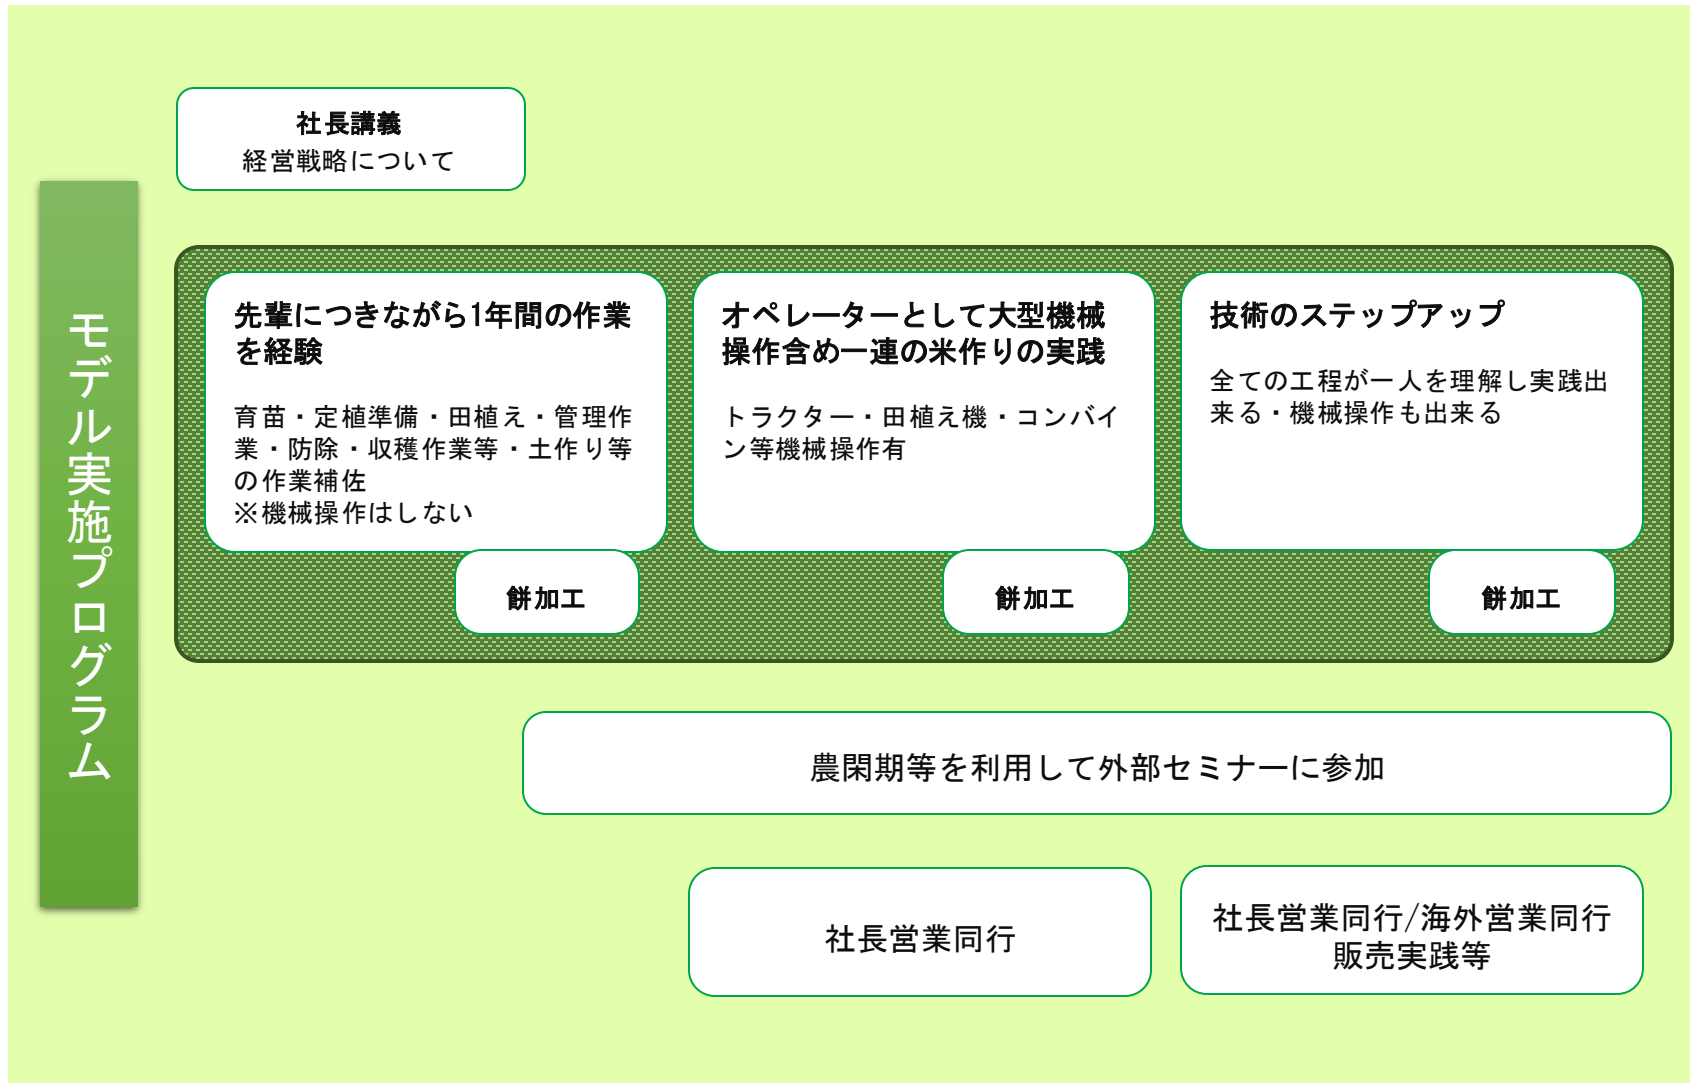 モデル実施プログラム
社長講義
経営戦略について
先輩につきながら1年間の作業
を経験
育苗・定植準備・田植え・管理作
業・防除・収穫作業等・土作り等
の作業補佐
※機械操作はしない
餅加工
オペレーターとして大型機械
操作含め一連の米作りの実践
トラクター・田植え機・コンバイ
ン等機械操作有
餅加工
技術のステップアップ
全ての工程が一人を理解し実践出
来る・機械操作も出来る
餅加工
農閑期等を利用して外部セミナーに参加
社長営業同行
社長営業同行/海外営業同行
販売実践等